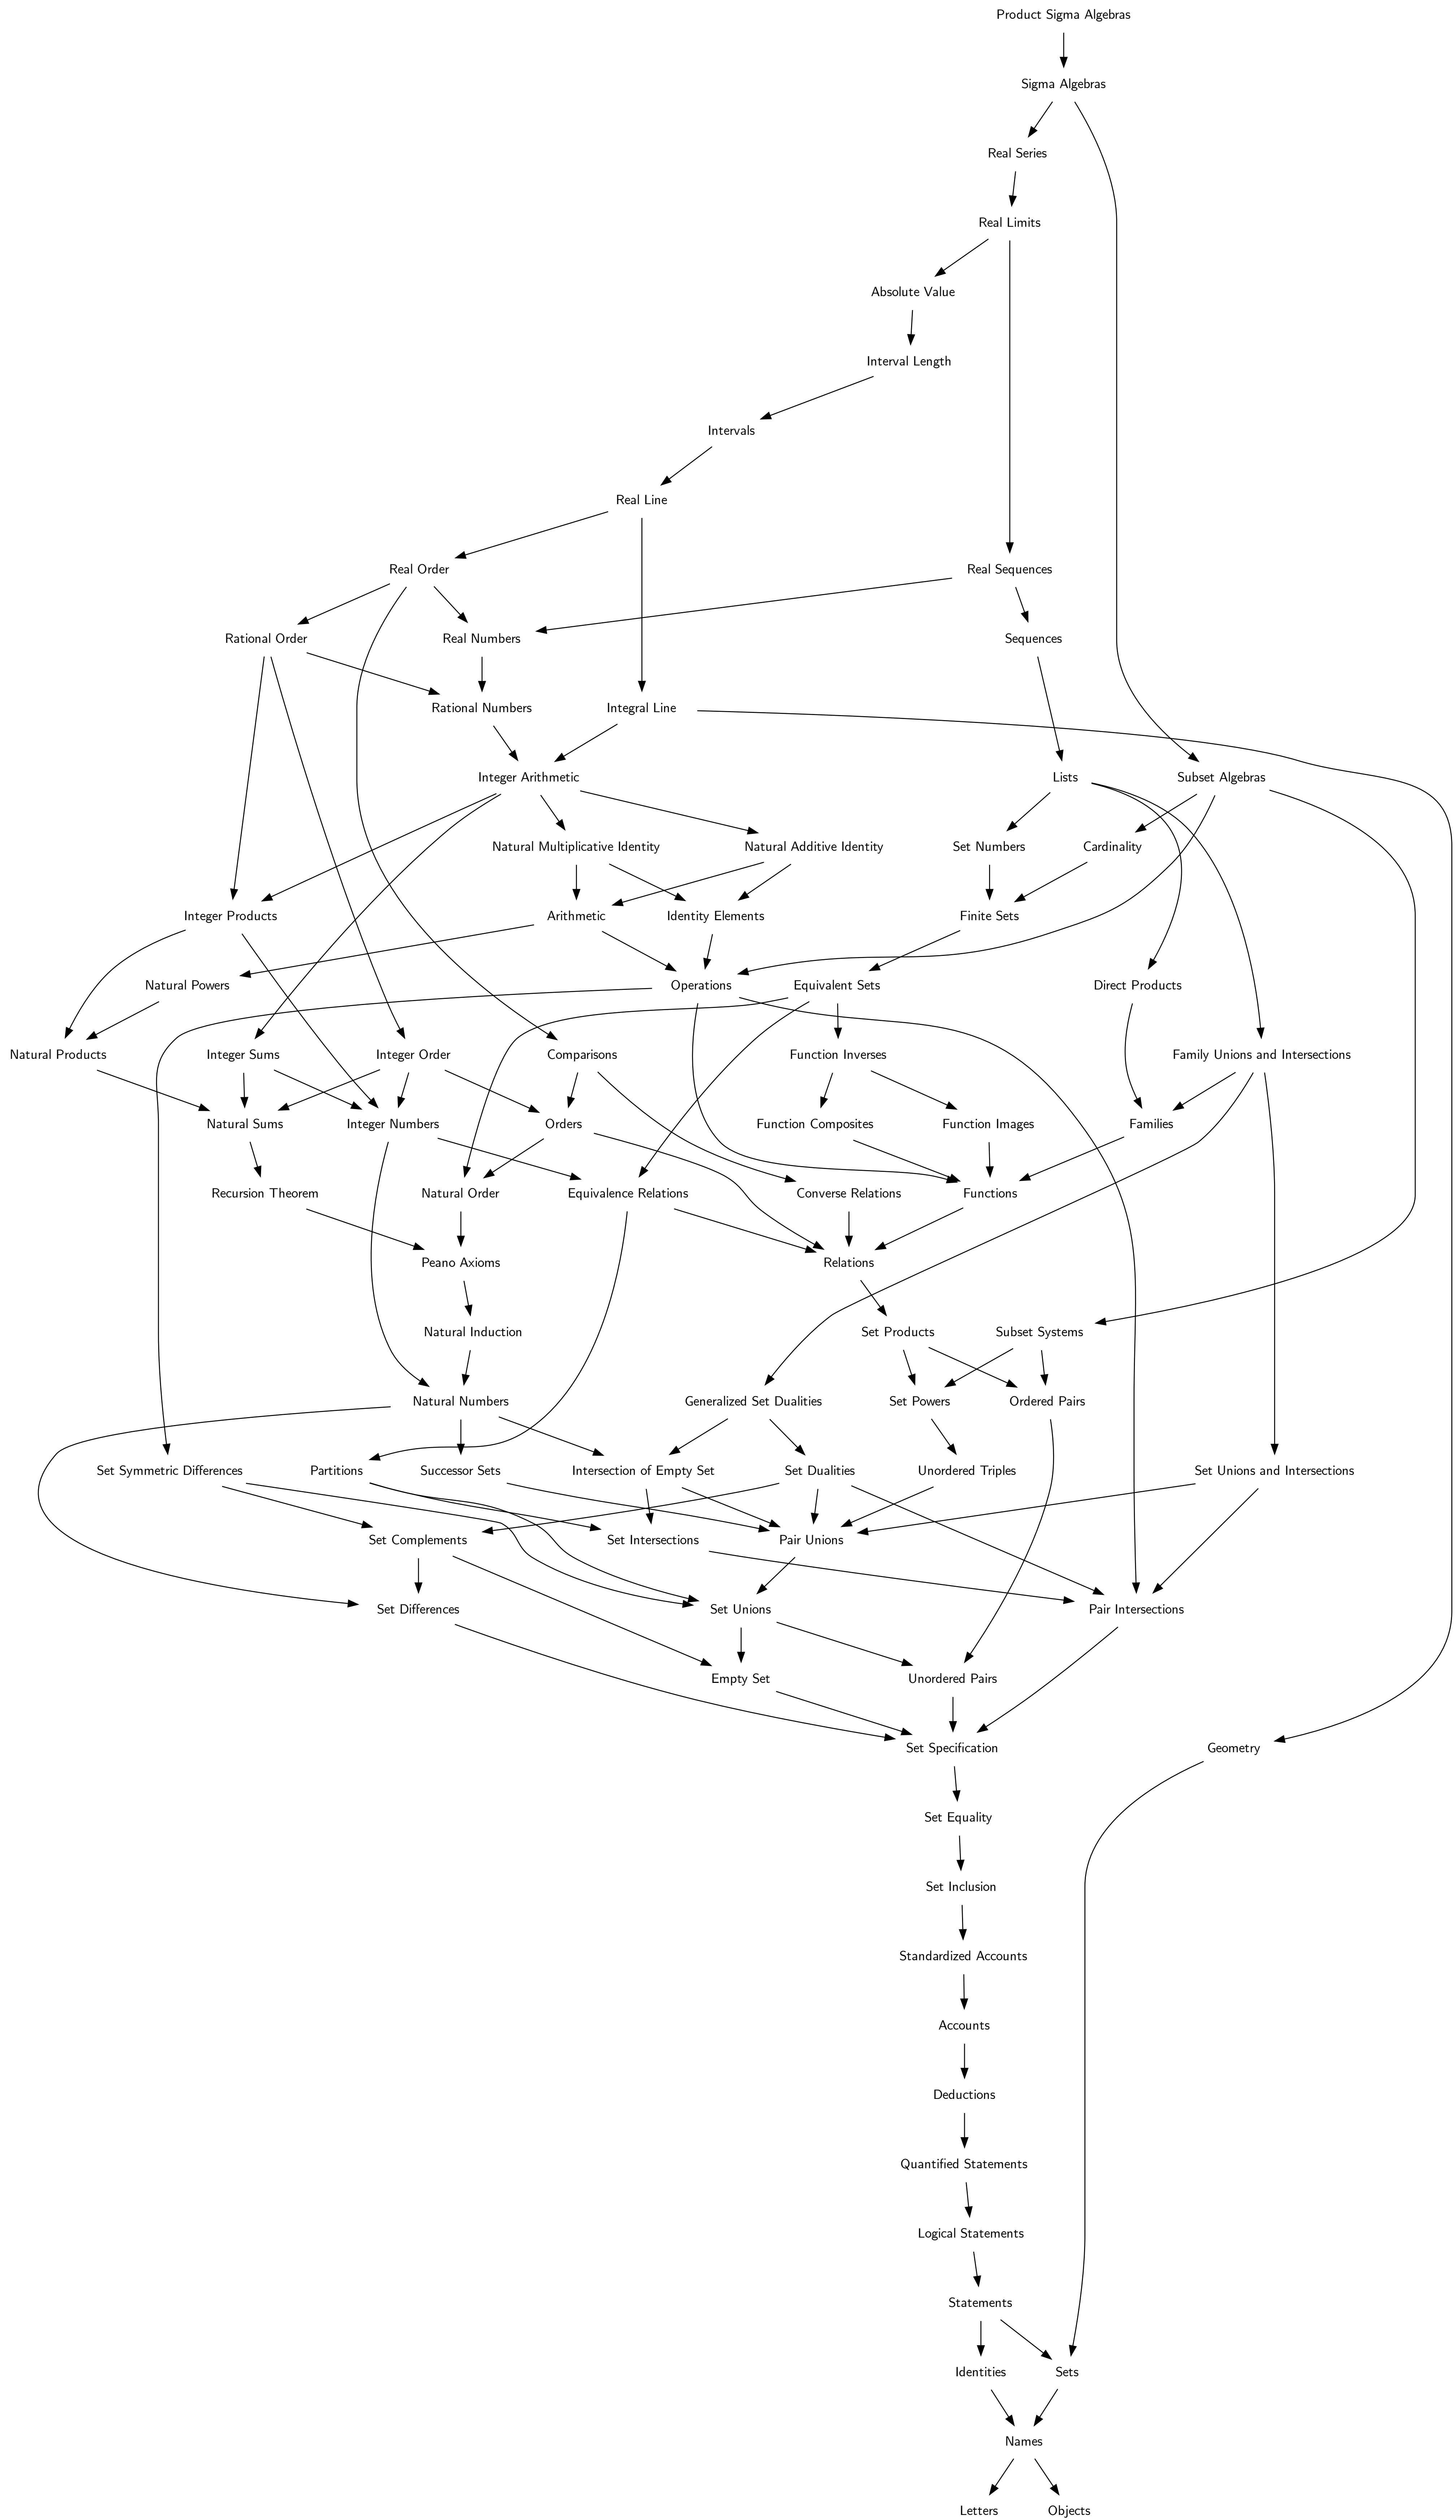 Product Sigma Algebras
Sigma Algebras
Real Series
Real Limits
Absolute Value
Interval Length
Intervals
Real Line
Real Order
Real Sequences
Rational Order
Real Numbers
Sequences
Rational Numbers
Integral Line
Integer Arithmetic
Lists
Subset Algebras
Natural Multiplicative Identity
Natural Additive Identity
Set Numbers
Cardinality
Integer Products
Arithmetic
Identity Elements
Finite Sets
Natural Powers
Operations
Equivalent Sets
Direct Products
Natural Products
Integer Sums
Integer Order
Comparisons
Function Inverses
Family Unions and Intersections
Natural Sums
Integer Numbers
Orders
Function Composites
Function Images
Families
Recursion Theorem
Natural Order
Equivalence Relations
Converse Relations
Functions
Peano Axioms
Relations
Natural Induction
Set Products
Subset Systems
Natural Numbers
Generalized Set Dualities
Set Powers
Ordered Pairs
Set Symmetric Differences
Partitions
Successor Sets
Intersection of Empty Set
Set Dualities
Unordered Triples
Set Unions and Intersections
Set Complements
Set Intersections
Pair Unions
Set Differences
Set Unions
Pair Intersections
Empty Set
Unordered Pairs
Set Specification
Geometry
Set Equality
Set Inclusion
Standardized Accounts
Accounts
Deductions
Quantified Statements
Logical Statements
Statements
Identities
Sets
Names
Letters
Objects